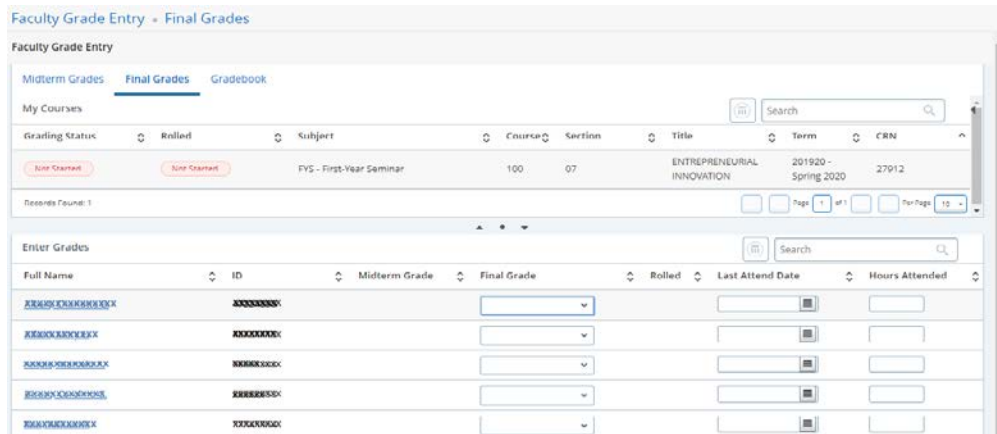 Faculty Grade Entry • Final Grades
Faculty Grade Entry
Midterm Grades Final Grades Gradebook
My Courses Search
Grading Status Rolled Subject Course Section Title Term CRN
Not Started Not Started FYS - First-Year Seminar 100 07 ENTREPRENEURIAL INNOVATION 201920 - Spring 2020 27912
Records Found: 1 Page 1 of 1 Per Page 10
Enter Grades Search
Full Name ID Midterm Grade Final Grade Rolled Last Attend Date Hours Attended